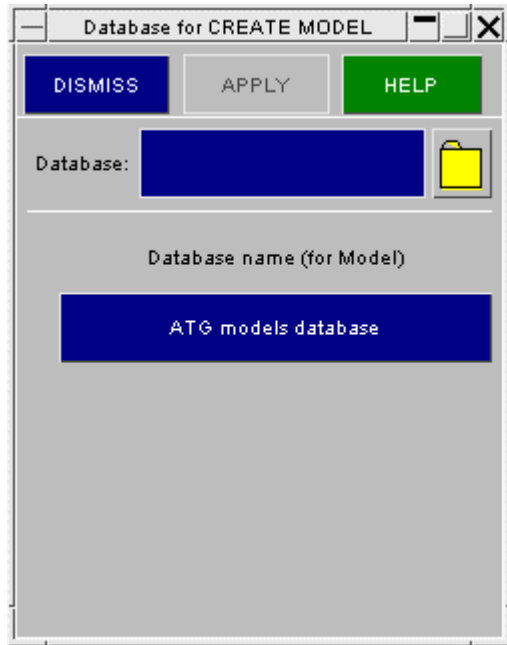 Database for CREATE MODEL
DISMISS APPLY HELP
Database:
Database name (for Model)
ATG models database